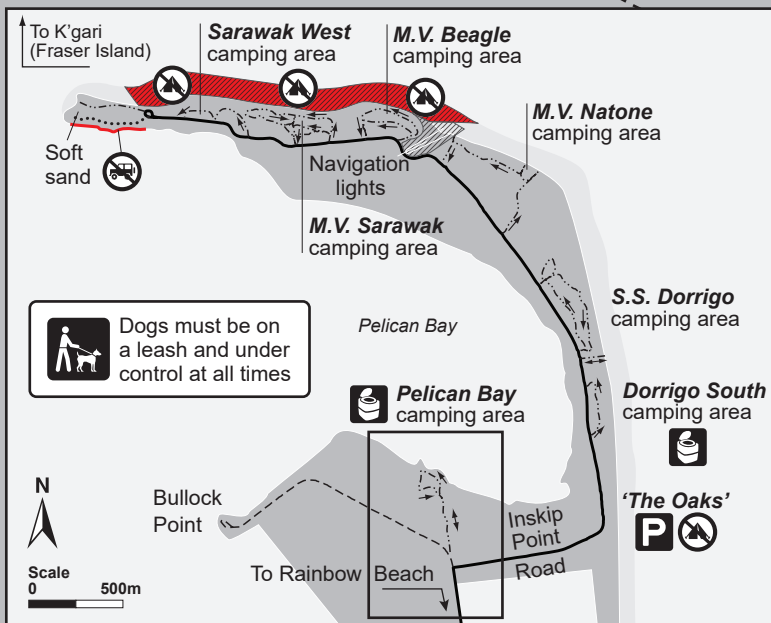 To K'gari
(Fraser Island)
Sarawak West
camping area
M.V. Beagle
camping area
M.V. Natone
camping area
Soft
sand
Navigation
lights
M.V. Sarawak
camping area
S.S. Dorrigo
camping area
Dogs must be on
a leash and under
control at all times
Pelican Bay
Pelican Bay
camping area
Dorrigo South
camping area
N
Bullock
Point
Inskip
Point
Road
'The Oaks'
P
To Rainbow Beach
Scale
0 500m